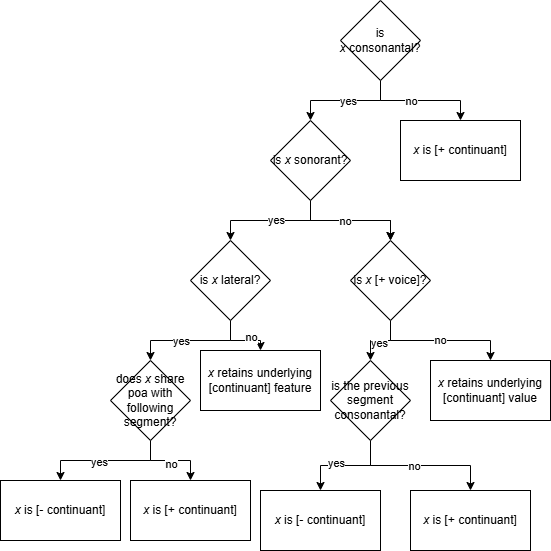 is
x consonantal?
yes
no
is x sonorant?
x is [+ continuant]
yes
no
is x lateral?
is x [+ voice]?
yes
no
yes
no
does x share
poa with
following
segment?
x retains underlying
[continuant] feature
is the previous
segment
consonantal?
x retains underlying
[continuant] value
yes
no
yes
no
x is [- continuant]
x is [+ continuant]
x is [- continuant]
x is [+ continuant]